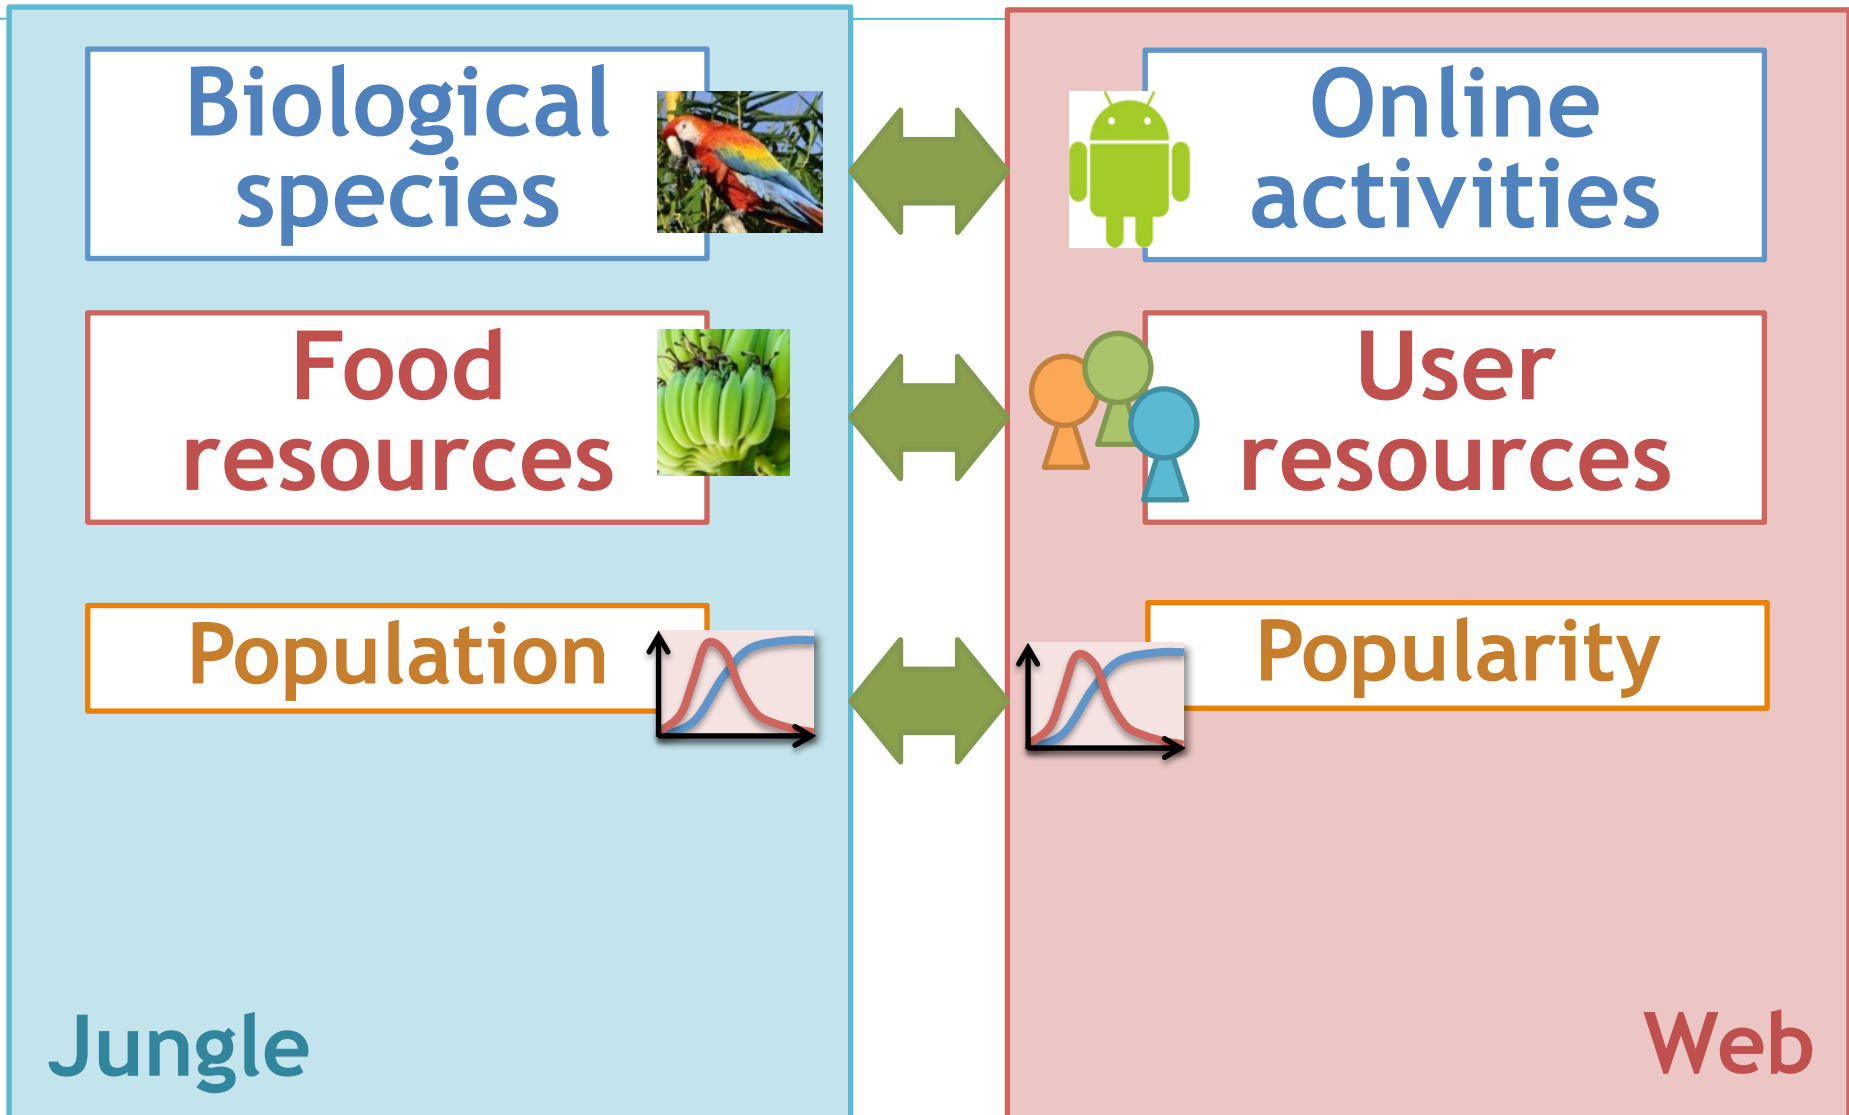 Biological
species
Food
resources
Population
Jungle
Online
activities
User
resources
Popularity
Web